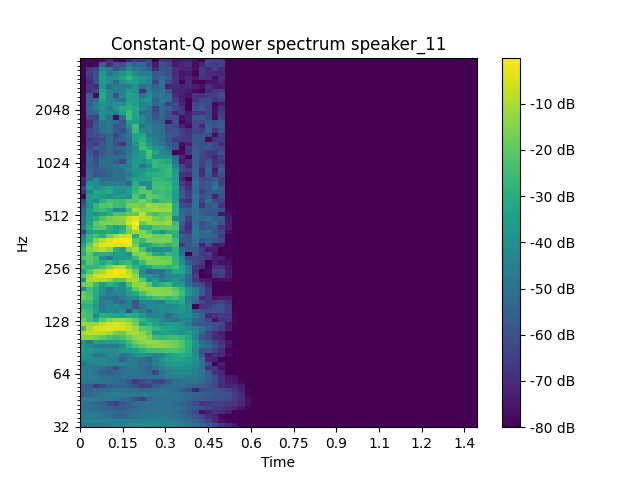 Constant-Q power spectrum speaker_11
Hz
2048
1024
512
256
128
64
32
0 0.15 0.3 0.45 0.6 0.75 0.9 1.1 1.2 1.4
Time
-10 dB
-20 dB
-30 dB
-40 dB
-50 dB
-60 dB
-70 dB
-80 dB